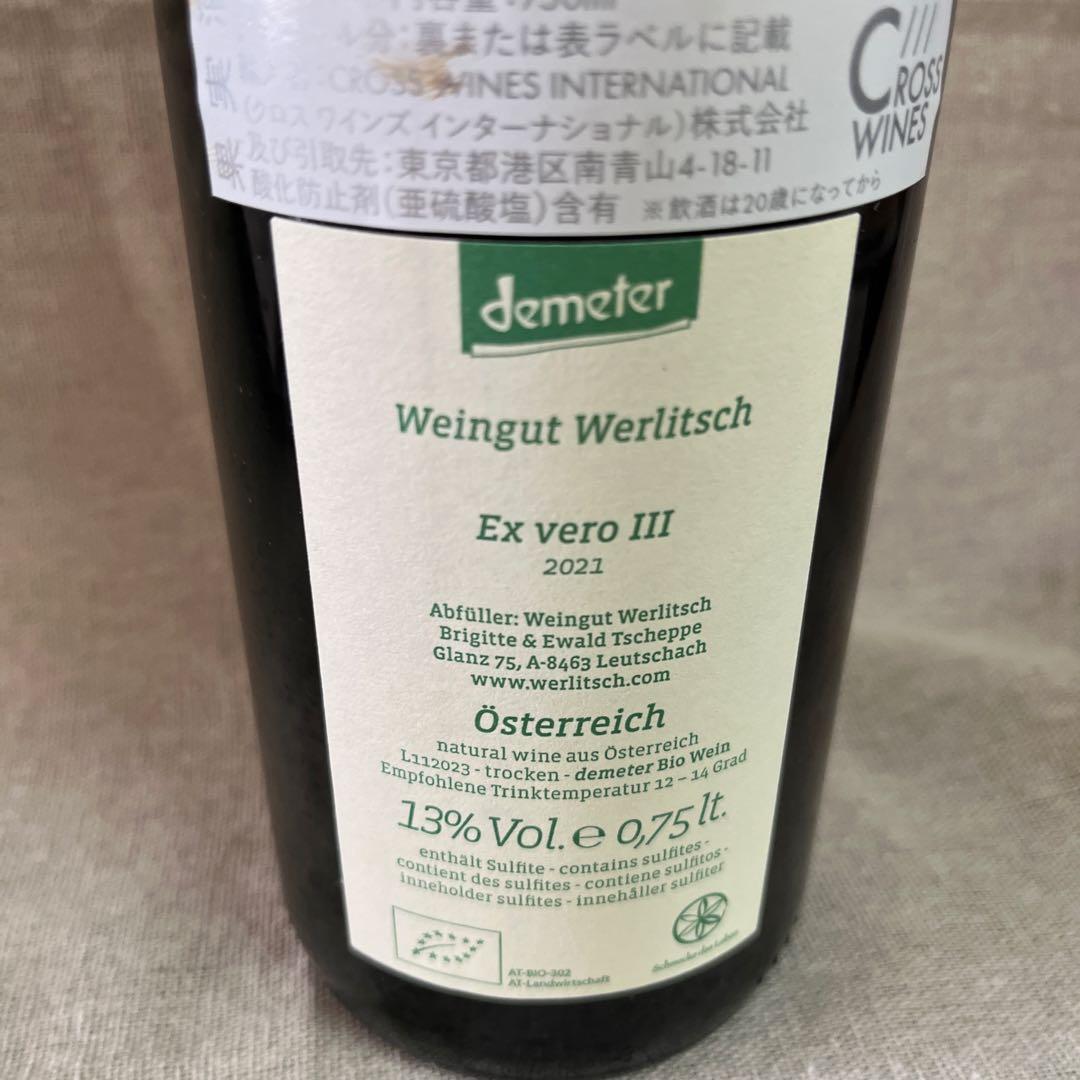 内容量:750ml
分:裏または表ラベルに記載
CROSS WINES INTERNATIONAL
(クロス ワインズ インターナショナル)株式会社
及び引取先:東京都港区南青山4-18-11
酸化防止剤(亜硫酸塩)含有 ※飲酒は20歳になってから
CROSS
WINES
demeter
Weingut Werlitsch
Ex vero III
2021
Abfüller: Weingut Werlitsch
Brigitte & Ewald Tscheppe
Glanz 75, A-8463 Leutschach
www.werlitsch.com
Österreich
natural wine aus Österreich
L112023 - trocken - demeter Bio Wein
Empfohlene Trinktemperatur 12 – 14 Grad
13% Vol. ℮ 0,75 lt.
enthält Sulfite - contains sulfites -
contient des sulfites - contiene sulfitos -
inneholder sulfites - innehåller sulfiter
AT-BIO-302
AT-Landwirtschaft
Schmecke das Leben